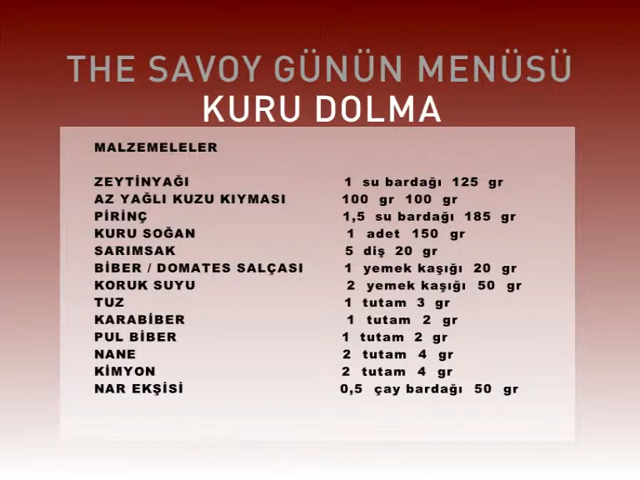 THE SAVOY GÜNÜN MENÜSÜ
KURU DOLMA
MALZEMELELER
ZEYTİNYAĞI 1 su bardağı 125 gr
AZ YAĞLI KUZU KIYMASI 100 gr 100 gr
PİRİNÇ 1,5 su bardağı 185 gr
KURU SOĞAN 1 adet 150 gr
SARIMSAK 5 diş 20 gr
BİBER / DOMATES SALÇASI 1 yemek kaşığı 20 gr
KORUK SUYU 2 yemek kaşığı 50 gr
TUZ 1 tutam 3 gr
KARABİBER 1 tutam 2 gr
PUL BİBER 1 tutam 2 gr
NANE 2 tutam 4 gr
KİMYON 2 tutam 4 gr
NAR EKŞİSİ 0,5 çay bardağı 50 gr